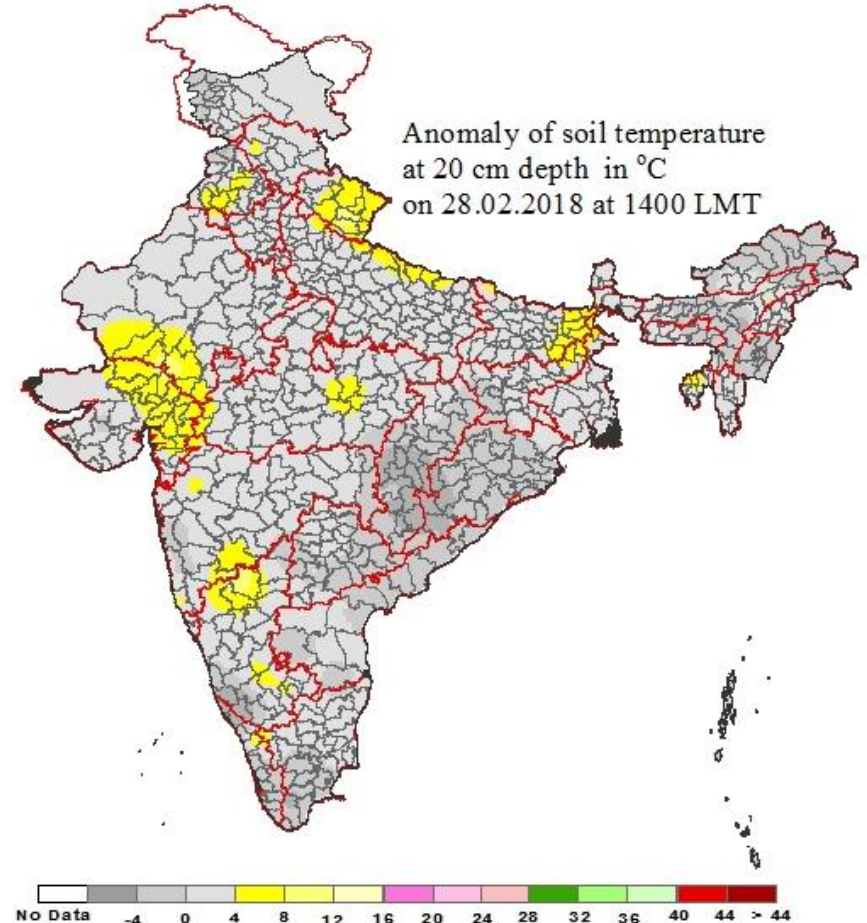 Anomaly of soil temperature
at 20 cm depth in °C
on 28.02.2018 at 1400 LMT
No Data -4 0 4 8 12 16 20 24 28 32 36 40 44 > 44